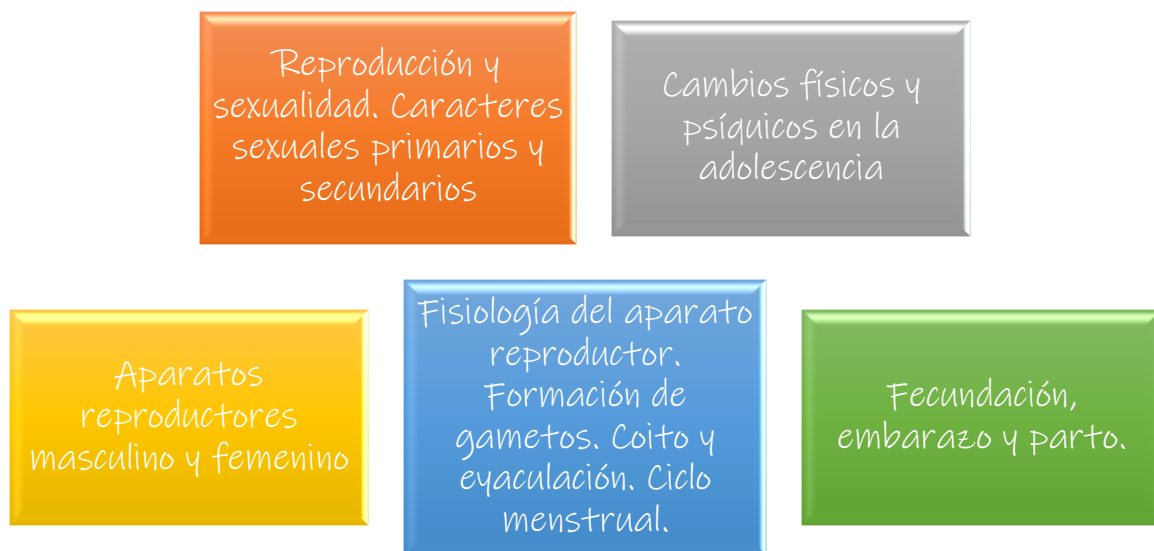 Reproducción y
sexualidad. Caracteres
sexuales primarios y
secundarios
Cambios físicos y
psíquicos en la
adolescencia
Aparatos
reproductores
masculino y femenino
Fisiología del aparato
reproductor.
Formación de
gametos. Coito y
eyaculación. Ciclo
menstrual.
Fecundación,
embarazo y parto.